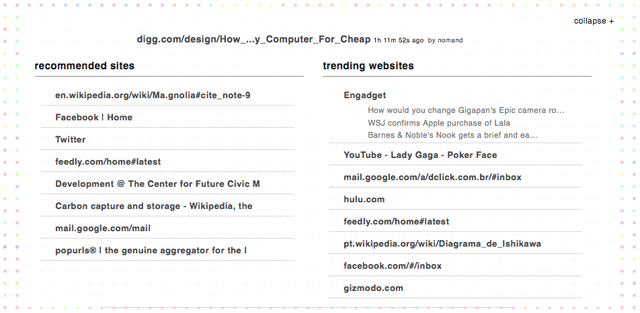 collapse +
digg.com/design/How_...y_Computer_For_Cheap 1h 11m 52s ago by nomand
recommended sites
en.wikipedia.org/wiki/Ma.gnolia#cite_note-9
Facebook | Home
Twitter
feedly.com/home#latest
Development @ The Center for Future Civic M
Carbon capture and storage - Wikipedia, the
mail.google.com/mail
popurls® | the genuine aggregator for the l
trending websites
Engadget
How would you change Gigapan's Epic camera ro...
WSJ confirms Apple purchase of Lala
Barnes & Noble's Nook gets a brief and ea...
YouTube - Lady Gaga - Poker Face
mail.google.com/a/dclick.com.br/#inbox
hulu.com
feedly.com/home#latest
pt.wikipedia.org/wiki/Diagrama_de_Ishikawa
facebook.com/#/inbox
gizmodo.com